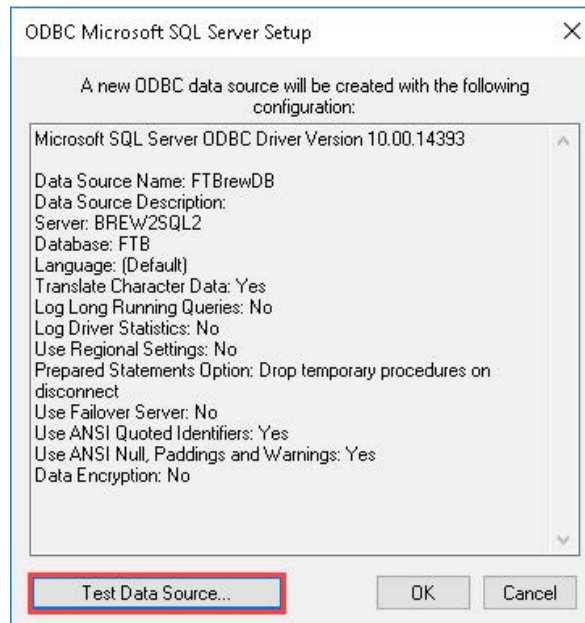 ODBC Microsoft SQL Server Setup
A new ODBC data source will be created with the following
configuration:
Microsoft SQL Server ODBC Driver Version 10.00.14393
Data Source Name: FTBrewDB
Data Source Description:
Server: BREW2SQL2
Database: FTB
Language: (Default)
Translate Character Data: Yes
Log Long Running Queries: No
Log Driver Statistics: No
Use Regional Settings: No
Prepared Statements Option: Drop temporary procedures on
disconnect
Use Failover Server: No
Use ANSI Quoted Identifiers: Yes
Use ANSI Null, Paddings and Warnings: Yes
Data Encryption: No
Test Data Source...
OK
Cancel